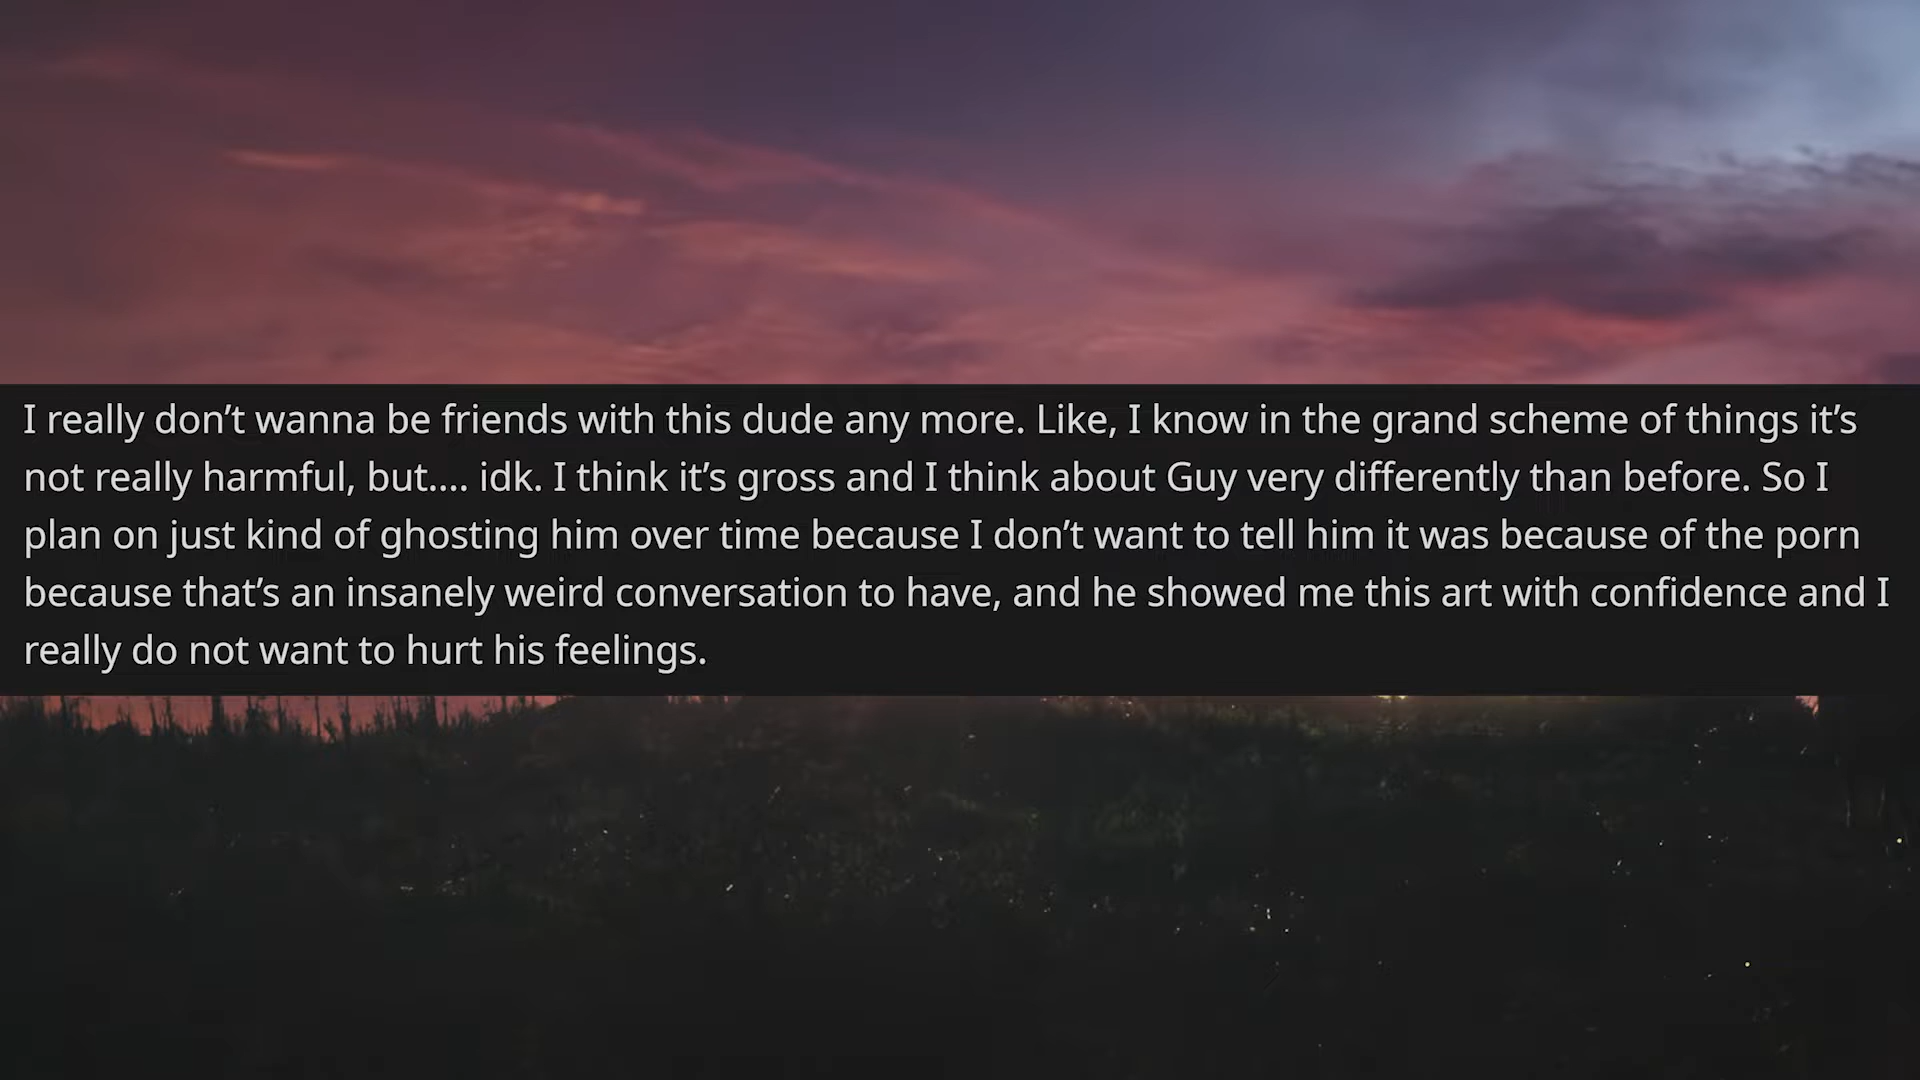 I really don’t wanna be friends with this dude any more. Like, I know in the grand scheme of things it’s
not really harmful, but.... idk. I think it’s gross and I think about Guy very differently than before. So I
plan on just kind of ghosting him over time because I don’t want to tell him it was because of the porn
because that’s an insanely weird conversation to have, and he showed me this art with confidence and I
really do not want to hurt his feelings.